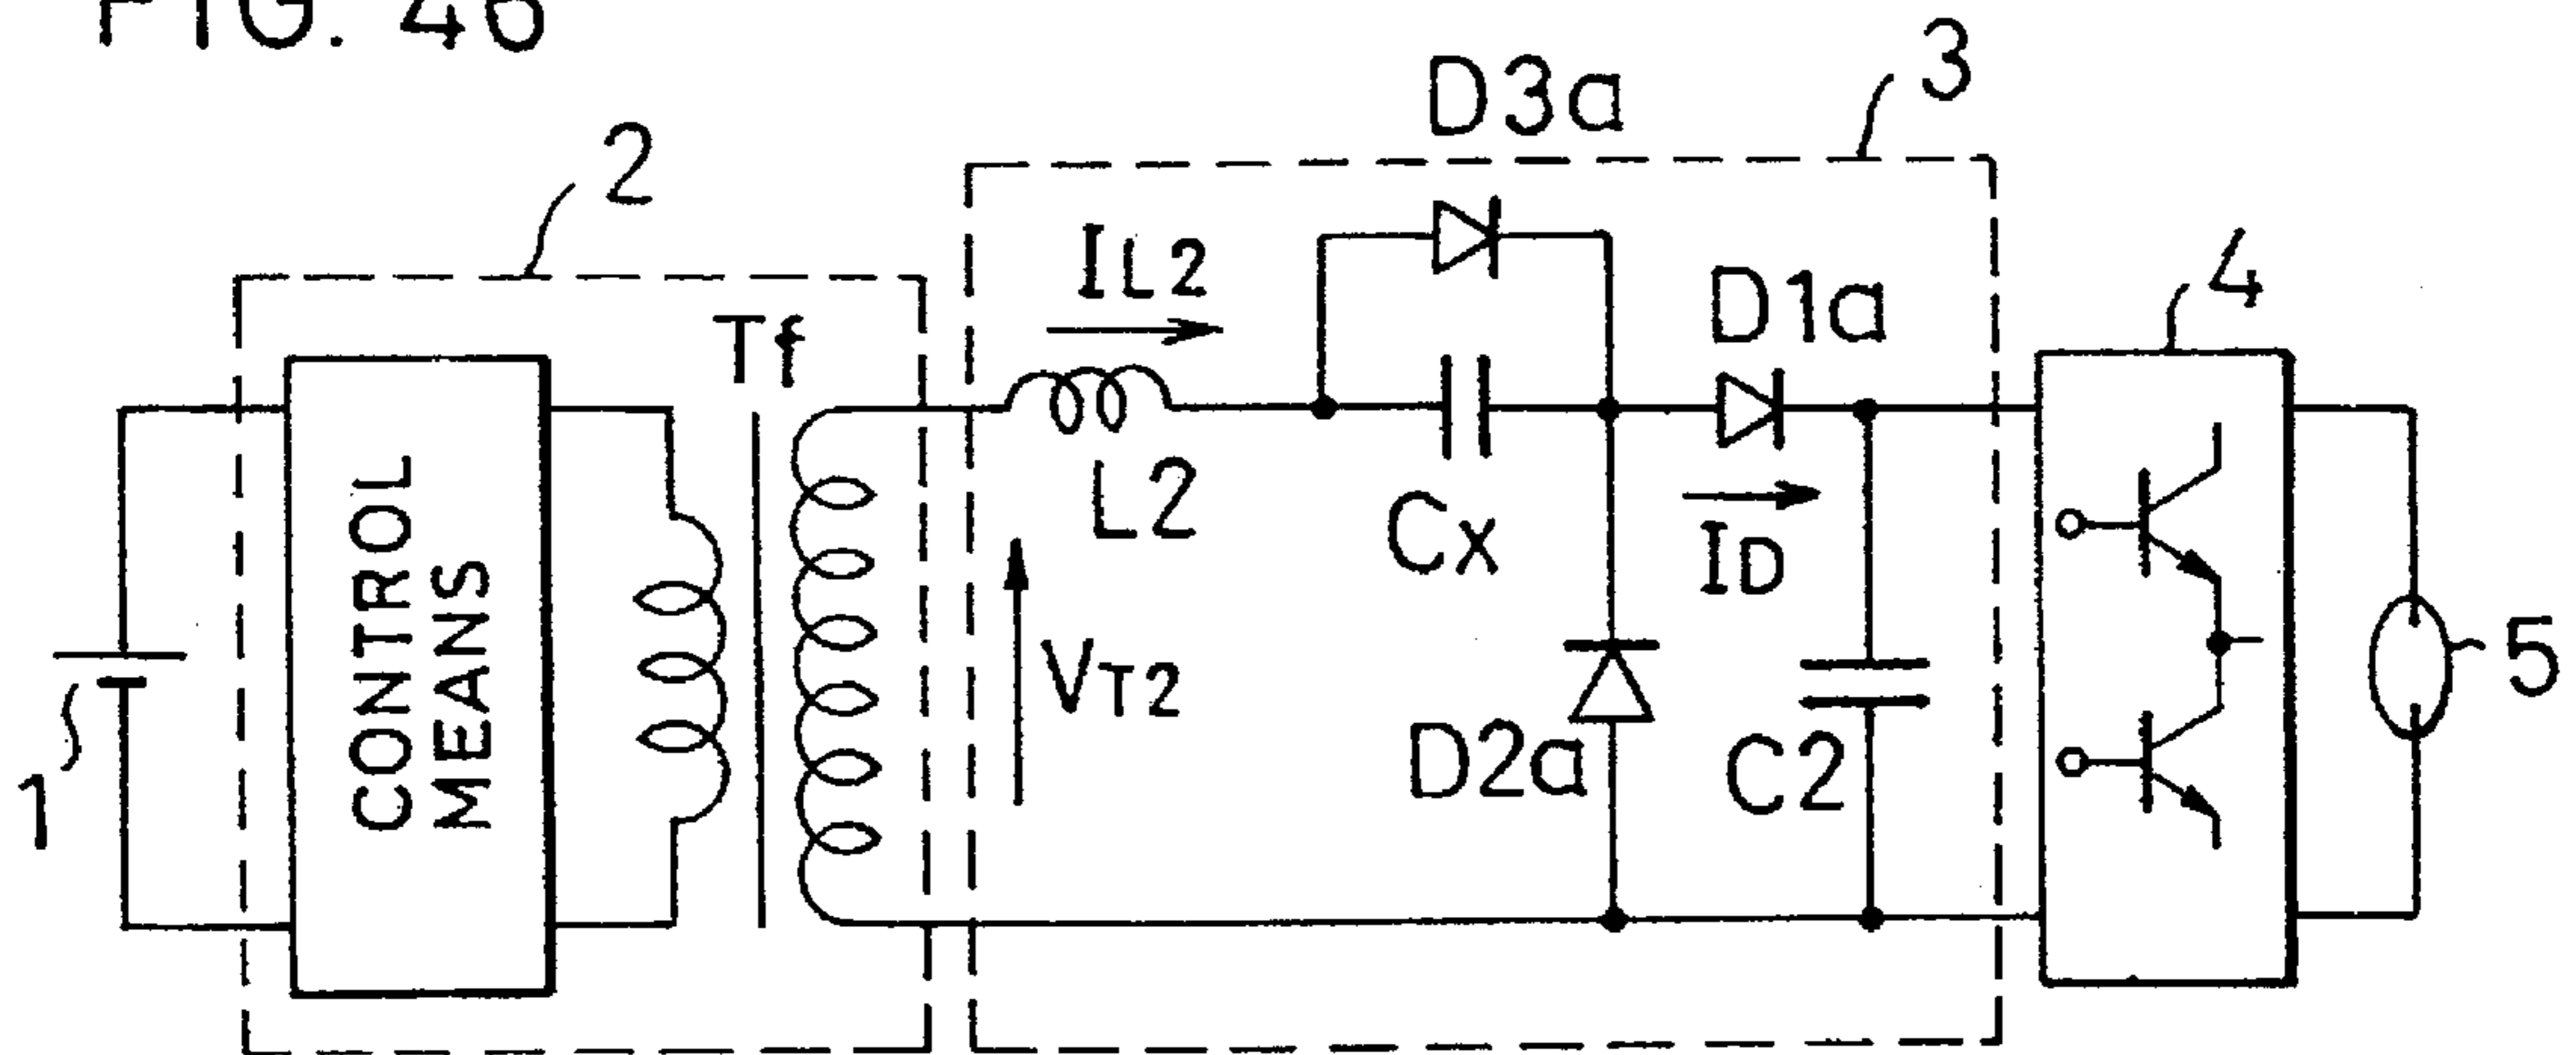 FIG. 46
3
D3a
2
IL2
D1a
4
Tf
L2
Cx
ID
CONTROL
MEANS
VT2
5
D2a
C2
1